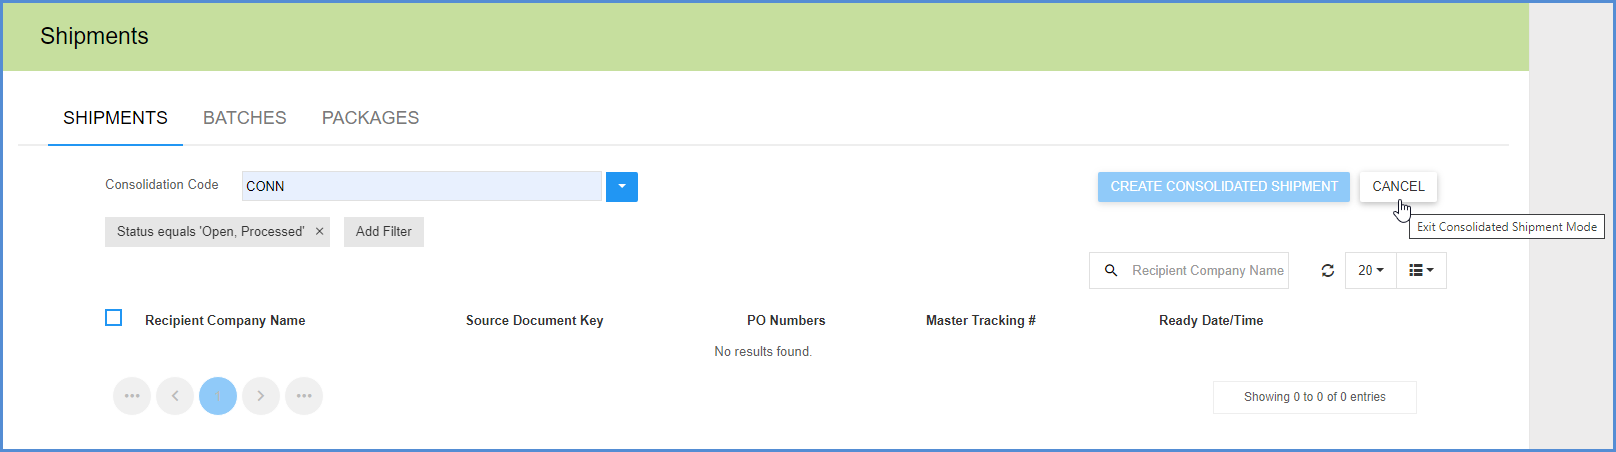 Shipments
SHIPMENTS BATCHES PACKAGES
Consolidation Code CONN CREATE CONSOLIDATED SHIPMENT CANCEL
Exit Consolidated Shipment Mode
Status equals 'Open, Processed' × Add Filter
Recipient Company Name 20
Recipient Company Name Source Document Key PO Numbers Master Tracking # Ready Date/Time
No results found.
1
Showing 0 to 0 of 0 entries